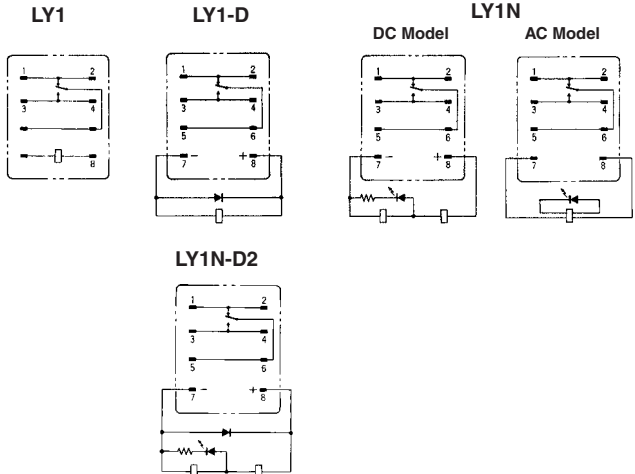 LY1
LY1-D
LY1N
DC Model
AC Model
1 2
3 4
8
1 2
3 4
5 6
7 − + 8
1 2
3 4
5 6
7 − + 8
1 2
3 4
5 6
7 8
LY1N-D2
1 2
3 4
5 6
7 − + 8